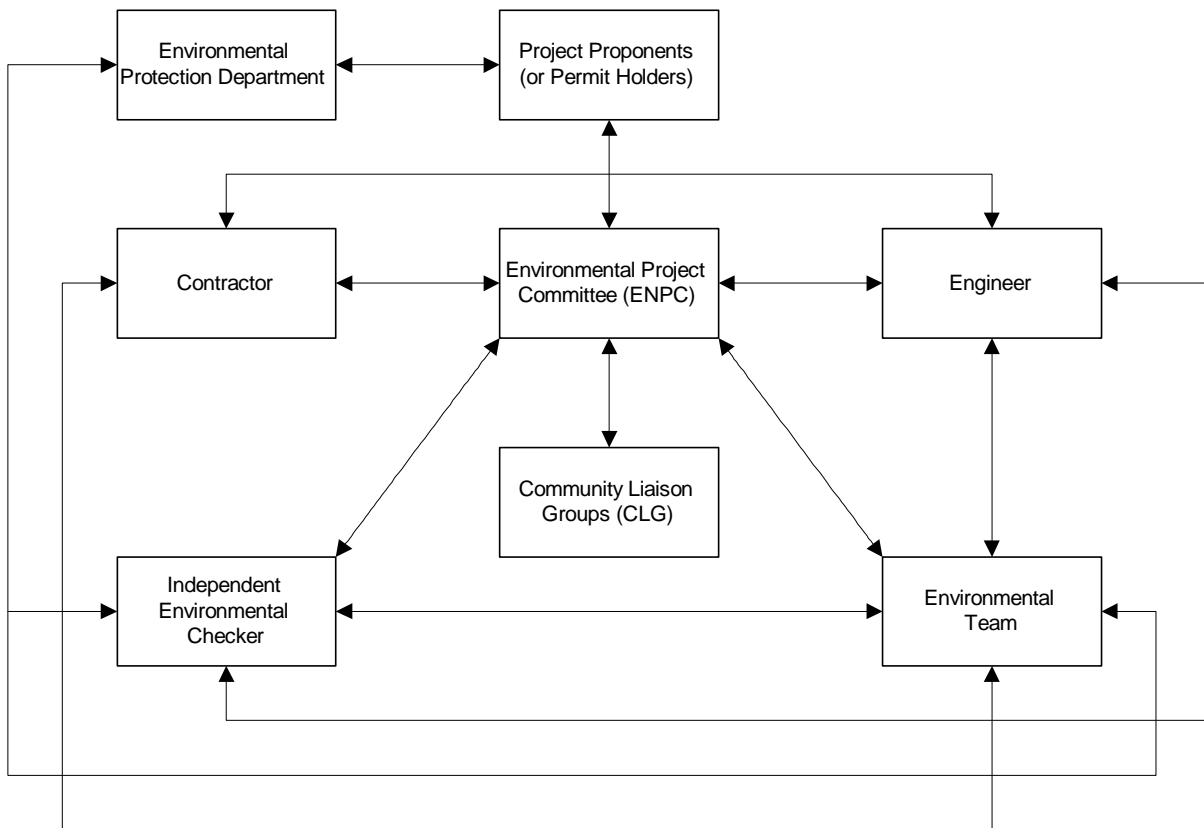 Environmental
Protection Department
Project Proponents
(or Permit Holders)
Contractor
Environmental Project
Committee (ENPC)
Engineer
Community Liaison
Groups (CLG)
Independent
Environmental
Checker
Environmental
Team